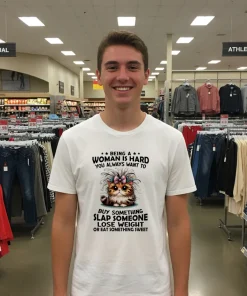 RAL
ATHLE
★ BEING A ★
WOMAN IS HARD
YOU ALWAYS WANT TO
BUY SOMETHING
SLAP SOMEONE
LOSE WEIGHT
OR EAT SOMETHING SWEET